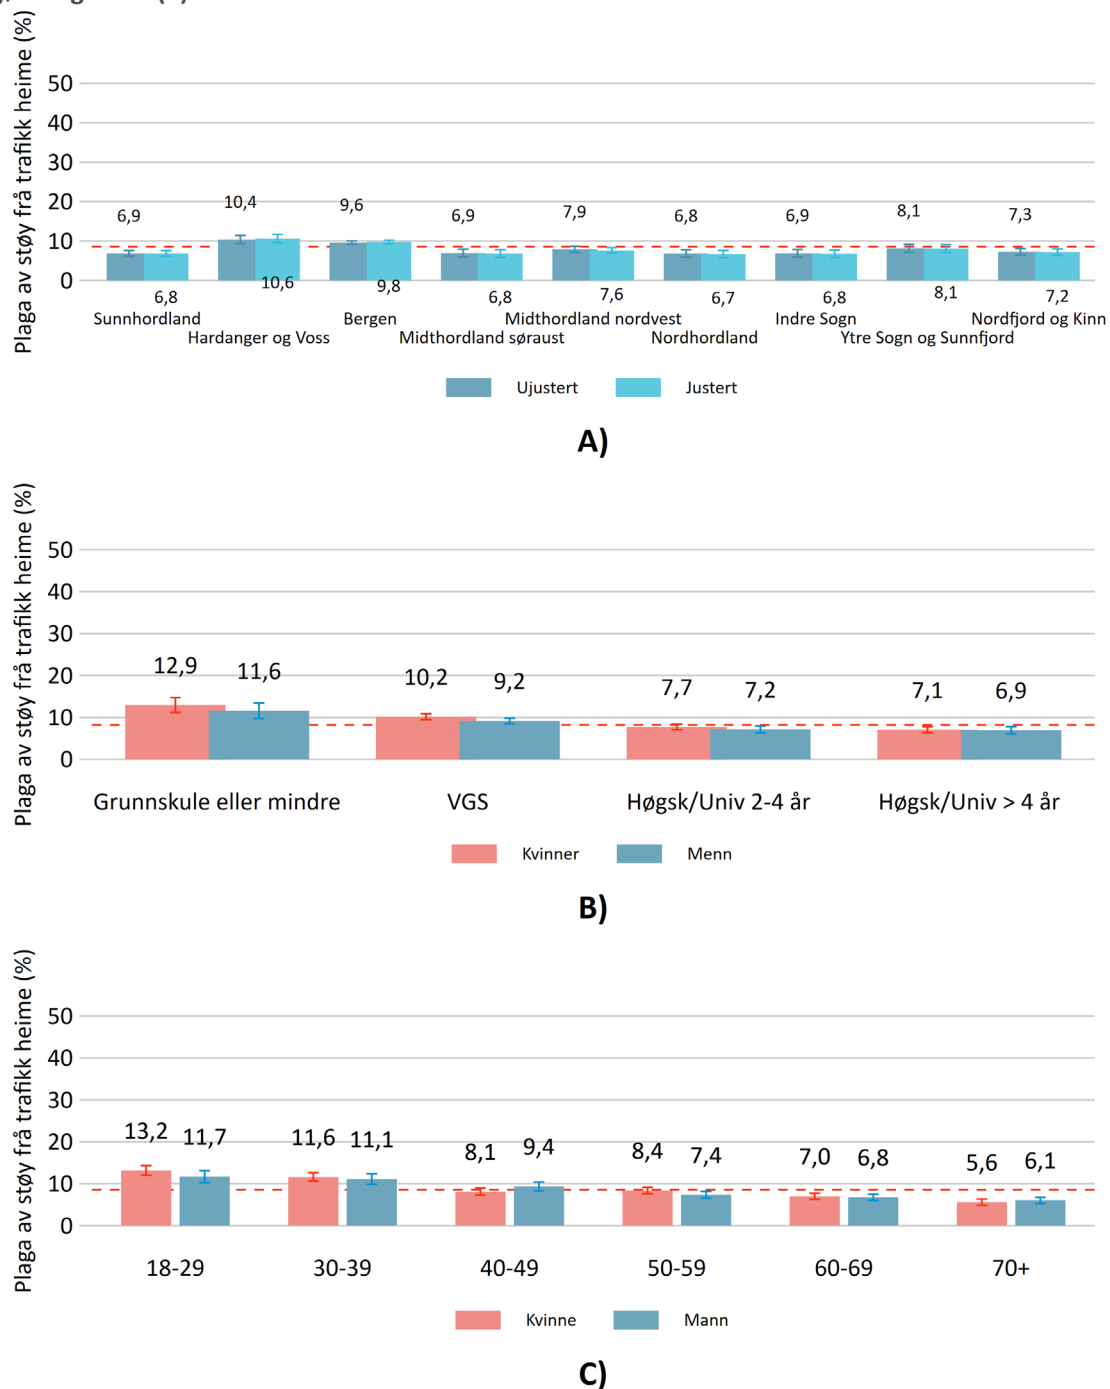 Plaga av støy frå trafikk heime (%)
50
40
30
20
10
0
6,9
10,4
9,6
6,9
7,9
6,8
6,9
8,1
7,3
6,8
10,6
9,8
6,8
7,6
6,7
6,8
8,1
7,2
Sunnhordland
Bergen
Midthordland nordvest
Indre Sogn
Nordfjord og Kinn
Hardanger og Voss
Midthordland søraust
Nordhordland
Ytre Sogn og Sunnfjord
Ujustert
Justert
A)
Plaga av støy frå trafikk heime (%)
50
40
30
20
10
0
12,9
11,6
10,2
9,2
7,7
7,2
7,1
6,9
Grunnskule eller mindre
VGS
Høgsk/Univ 2-4 år
Høgsk/Univ > 4 år
Kvinner
Menn
B)
Plaga av støy frå trafikk heime (%)
50
40
30
20
10
0
13,2
11,7
11,6
11,1
8,1
9,4
8,4
7,4
7,0
6,8
5,6
6,1
18-29
30-39
40-49
50-59
60-69
70+
Kvinne
Mann
C)